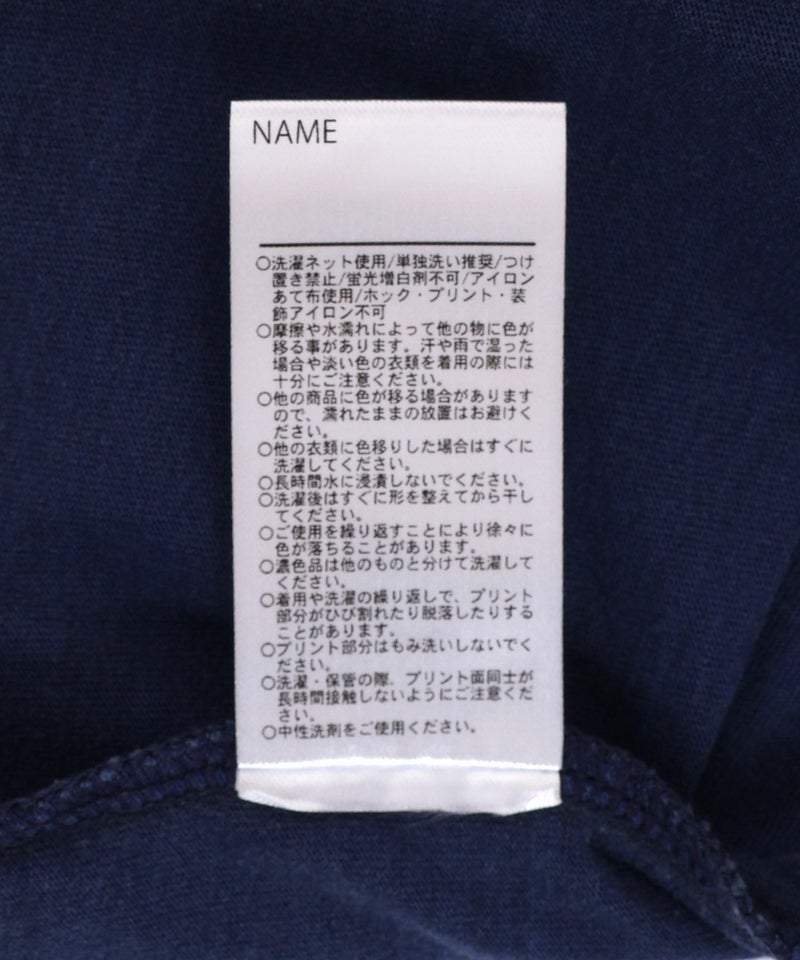 NAME
○洗濯ネット使用/単独洗い推奨/つけ
置き禁止/蛍光増白剤不可/アイロン
あて布使用/ホック・プリント・装
飾アイロン不可
○摩擦や水濡れによって他の物に色が
移る事があります。汗や雨で湿った
場合や淡い色の衣類を着用の際には
十分にご注意ください。
○他の商品に色が移る場合があります
ので、濡れたままの放置はお避けく
ださい。
○他の衣類に色移りした場合はすぐに
洗濯してください。
○長時間水に浸漬しないでください。
○洗濯後はすぐに形を整えてから干し
てください。
○ご使用を繰り返すことにより徐々に
色が落ちることがあります。
○濃色品は他のものと分けて洗濯して
ください。
○着用や洗濯の繰り返しで、プリント
部分がひび割れたり脱落したりする
ことがあります。
○プリント部分はもみ洗いしないでく
ださい。
○洗濯・保管の際、プリント面同士が
長時間接触しないようにご注意くだ
さい。
○中性洗剤をご使用ください。